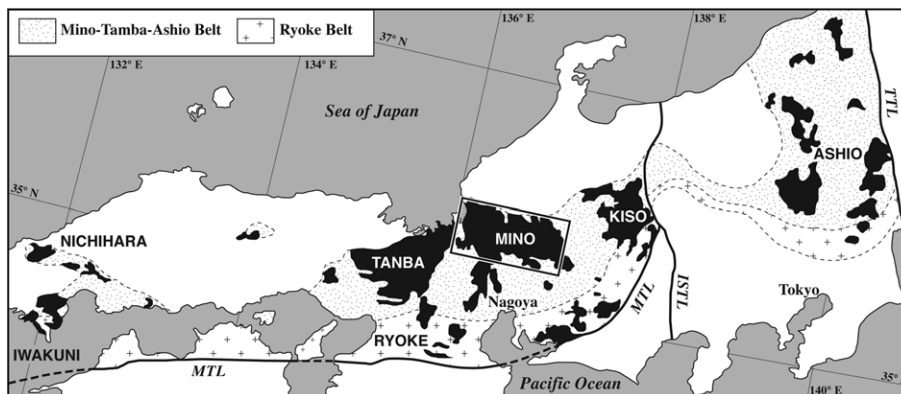 Mino-Tamba-Ashio Belt
Ryoke Belt
132° E
134° E
136° E
138° E
37° N
Sea of Japan
TTL
35° N
ASHIO
NICHIHARA
KISO
MINO
TANBA
Nagoya
MTL
ISTL
Tokyo
IWAKUNI
RYOKE
MTL
Pacific Ocean
140° E
35°